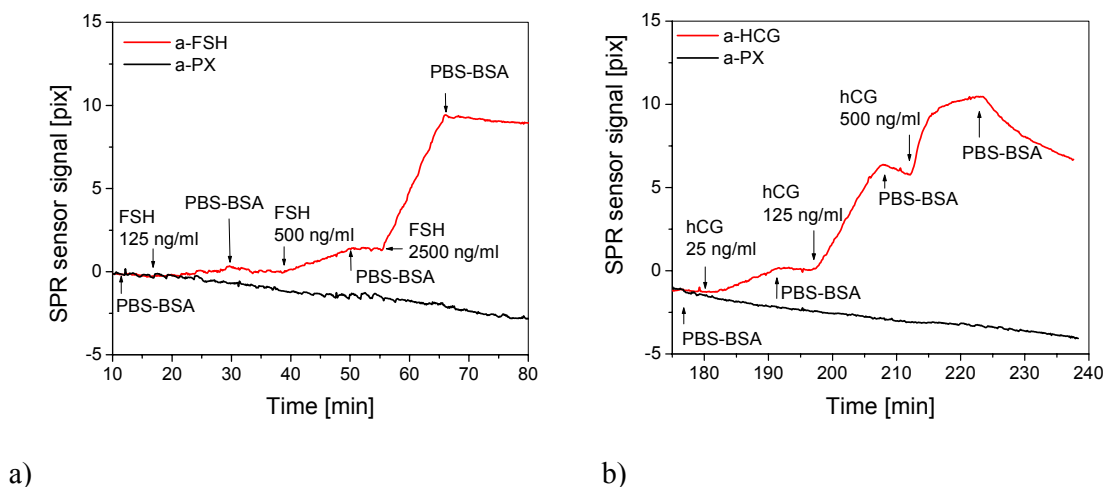 15
10
5
0
-5
SPR sensor signal [pix]
a-FSH
a-PX
PBS-BSA
FSH
125 ng/ml
PBS-BSA
FSH
500 ng/ml
FSH
2500 ng/ml
PBS-BSA
PBS-BSA
10 20 30 40 50 60 70 80
Time [min]
a)
15
10
5
0
-5
SPR sensor signal [pix]
a-HCG
a-PX
hCG
500 ng/ml
PBS-BSA
hCG
125 ng/ml
PBS-BSA
hCG
25 ng/ml
PBS-BSA
PBS-BSA
180 190 200 210 220 230 240
Time [min]
b)